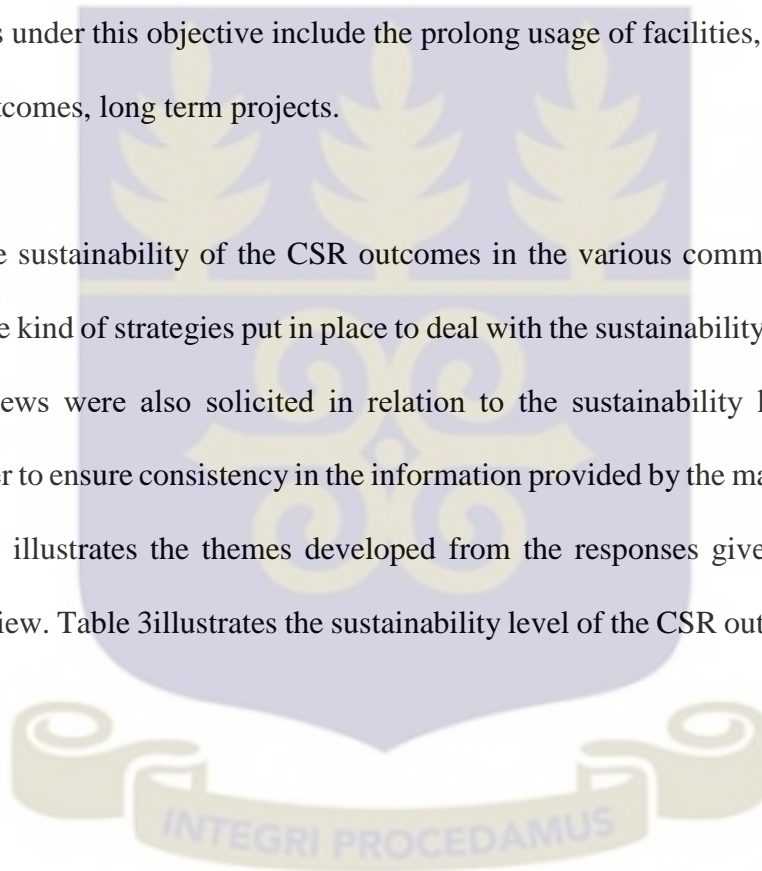 s under this objective include the prolong usage of facilities,
tcomes, long term projects.
e sustainability of the CSR outcomes in the various comm
e kind of strategies put in place to deal with the sustainability
ews were also solicited in relation to the sustainability l
er to ensure consistency in the information provided by the ma
illustrates the themes developed from the responses give
iew. Table 3illustrates the sustainability level of the CSR out
INTEGRI PROCEDAMUS